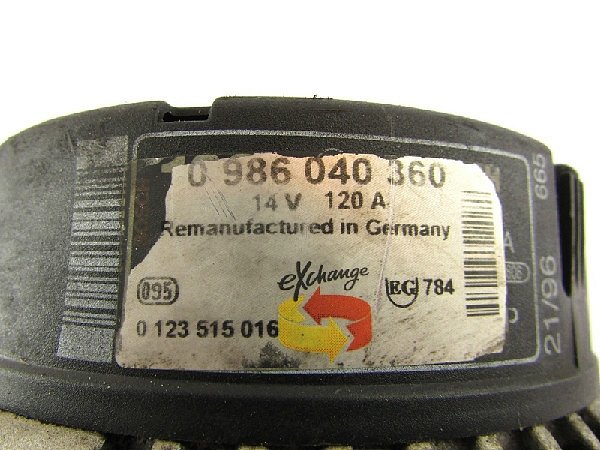 0 986 040 360
14 V 120 A
Remanufactured in Germany
eXchange
095
EG 784
0 123 515 016
665
21/96